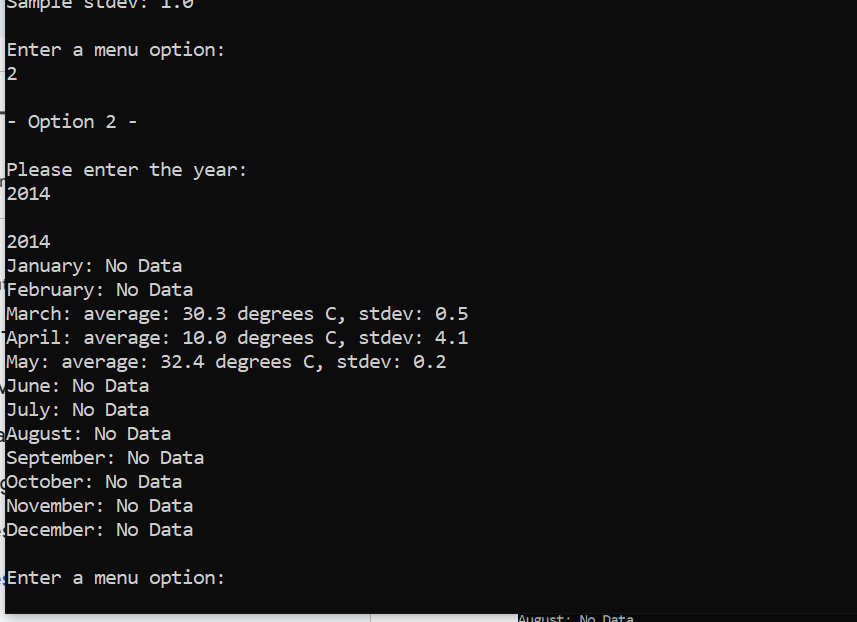 Sample stdev: 1.0
Enter a menu option:
2
- Option 2 -
Please enter the year:
2014
2014
January: No Data
February: No Data
March: average: 30.3 degrees C, stdev: 0.5
April: average: 10.0 degrees C, stdev: 4.1
May: average: 32.4 degrees C, stdev: 0.2
June: No Data
July: No Data
August: No Data
September: No Data
October: No Data
November: No Data
December: No Data
Enter a menu option:
August: No Data